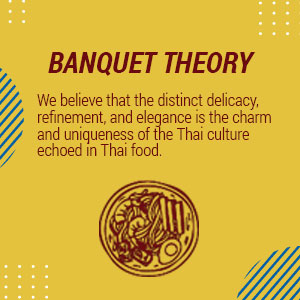 BANQUET THEORY
We believe that the distinct delicacy,
refinement, and elegance is the charm
and uniqueness of the Thai culture
echoed in Thai food.